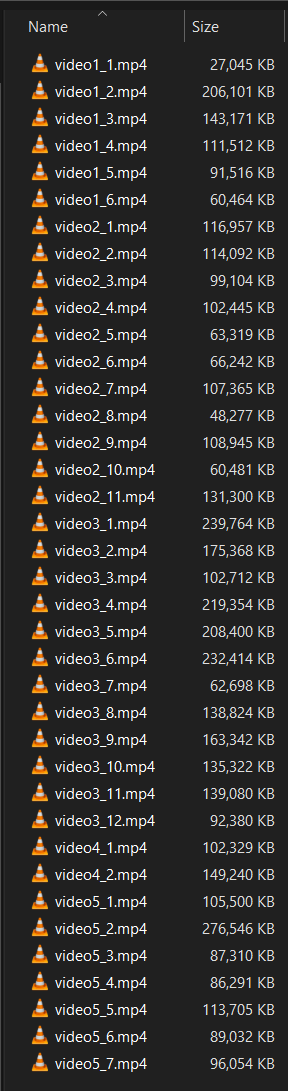 Name Size
video1_1.mp4 27,045 KB
video1_2.mp4 206,101 KB
video1_3.mp4 143,171 KB
video1_4.mp4 111,512 KB
video1_5.mp4 91,516 KB
video1_6.mp4 60,464 KB
video2_1.mp4 116,957 KB
video2_2.mp4 114,092 KB
video2_3.mp4 99,104 KB
video2_4.mp4 102,445 KB
video2_5.mp4 63,319 KB
video2_6.mp4 66,242 KB
video2_7.mp4 107,365 KB
video2_8.mp4 48,277 KB
video2_9.mp4 108,945 KB
video2_10.mp4 60,481 KB
video2_11.mp4 131,300 KB
video3_1.mp4 239,764 KB
video3_2.mp4 175,368 KB
video3_3.mp4 102,712 KB
video3_4.mp4 219,354 KB
video3_5.mp4 208,400 KB
video3_6.mp4 232,414 KB
video3_7.mp4 62,698 KB
video3_8.mp4 138,824 KB
video3_9.mp4 163,342 KB
video3_10.mp4 135,322 KB
video3_11.mp4 139,080 KB
video3_12.mp4 92,380 KB
video4_1.mp4 102,329 KB
video4_2.mp4 149,240 KB
video5_1.mp4 105,500 KB
video5_2.mp4 276,546 KB
video5_3.mp4 87,310 KB
video5_4.mp4 86,291 KB
video5_5.mp4 113,705 KB
video5_6.mp4 89,032 KB
video5_7.mp4 96,054 KB